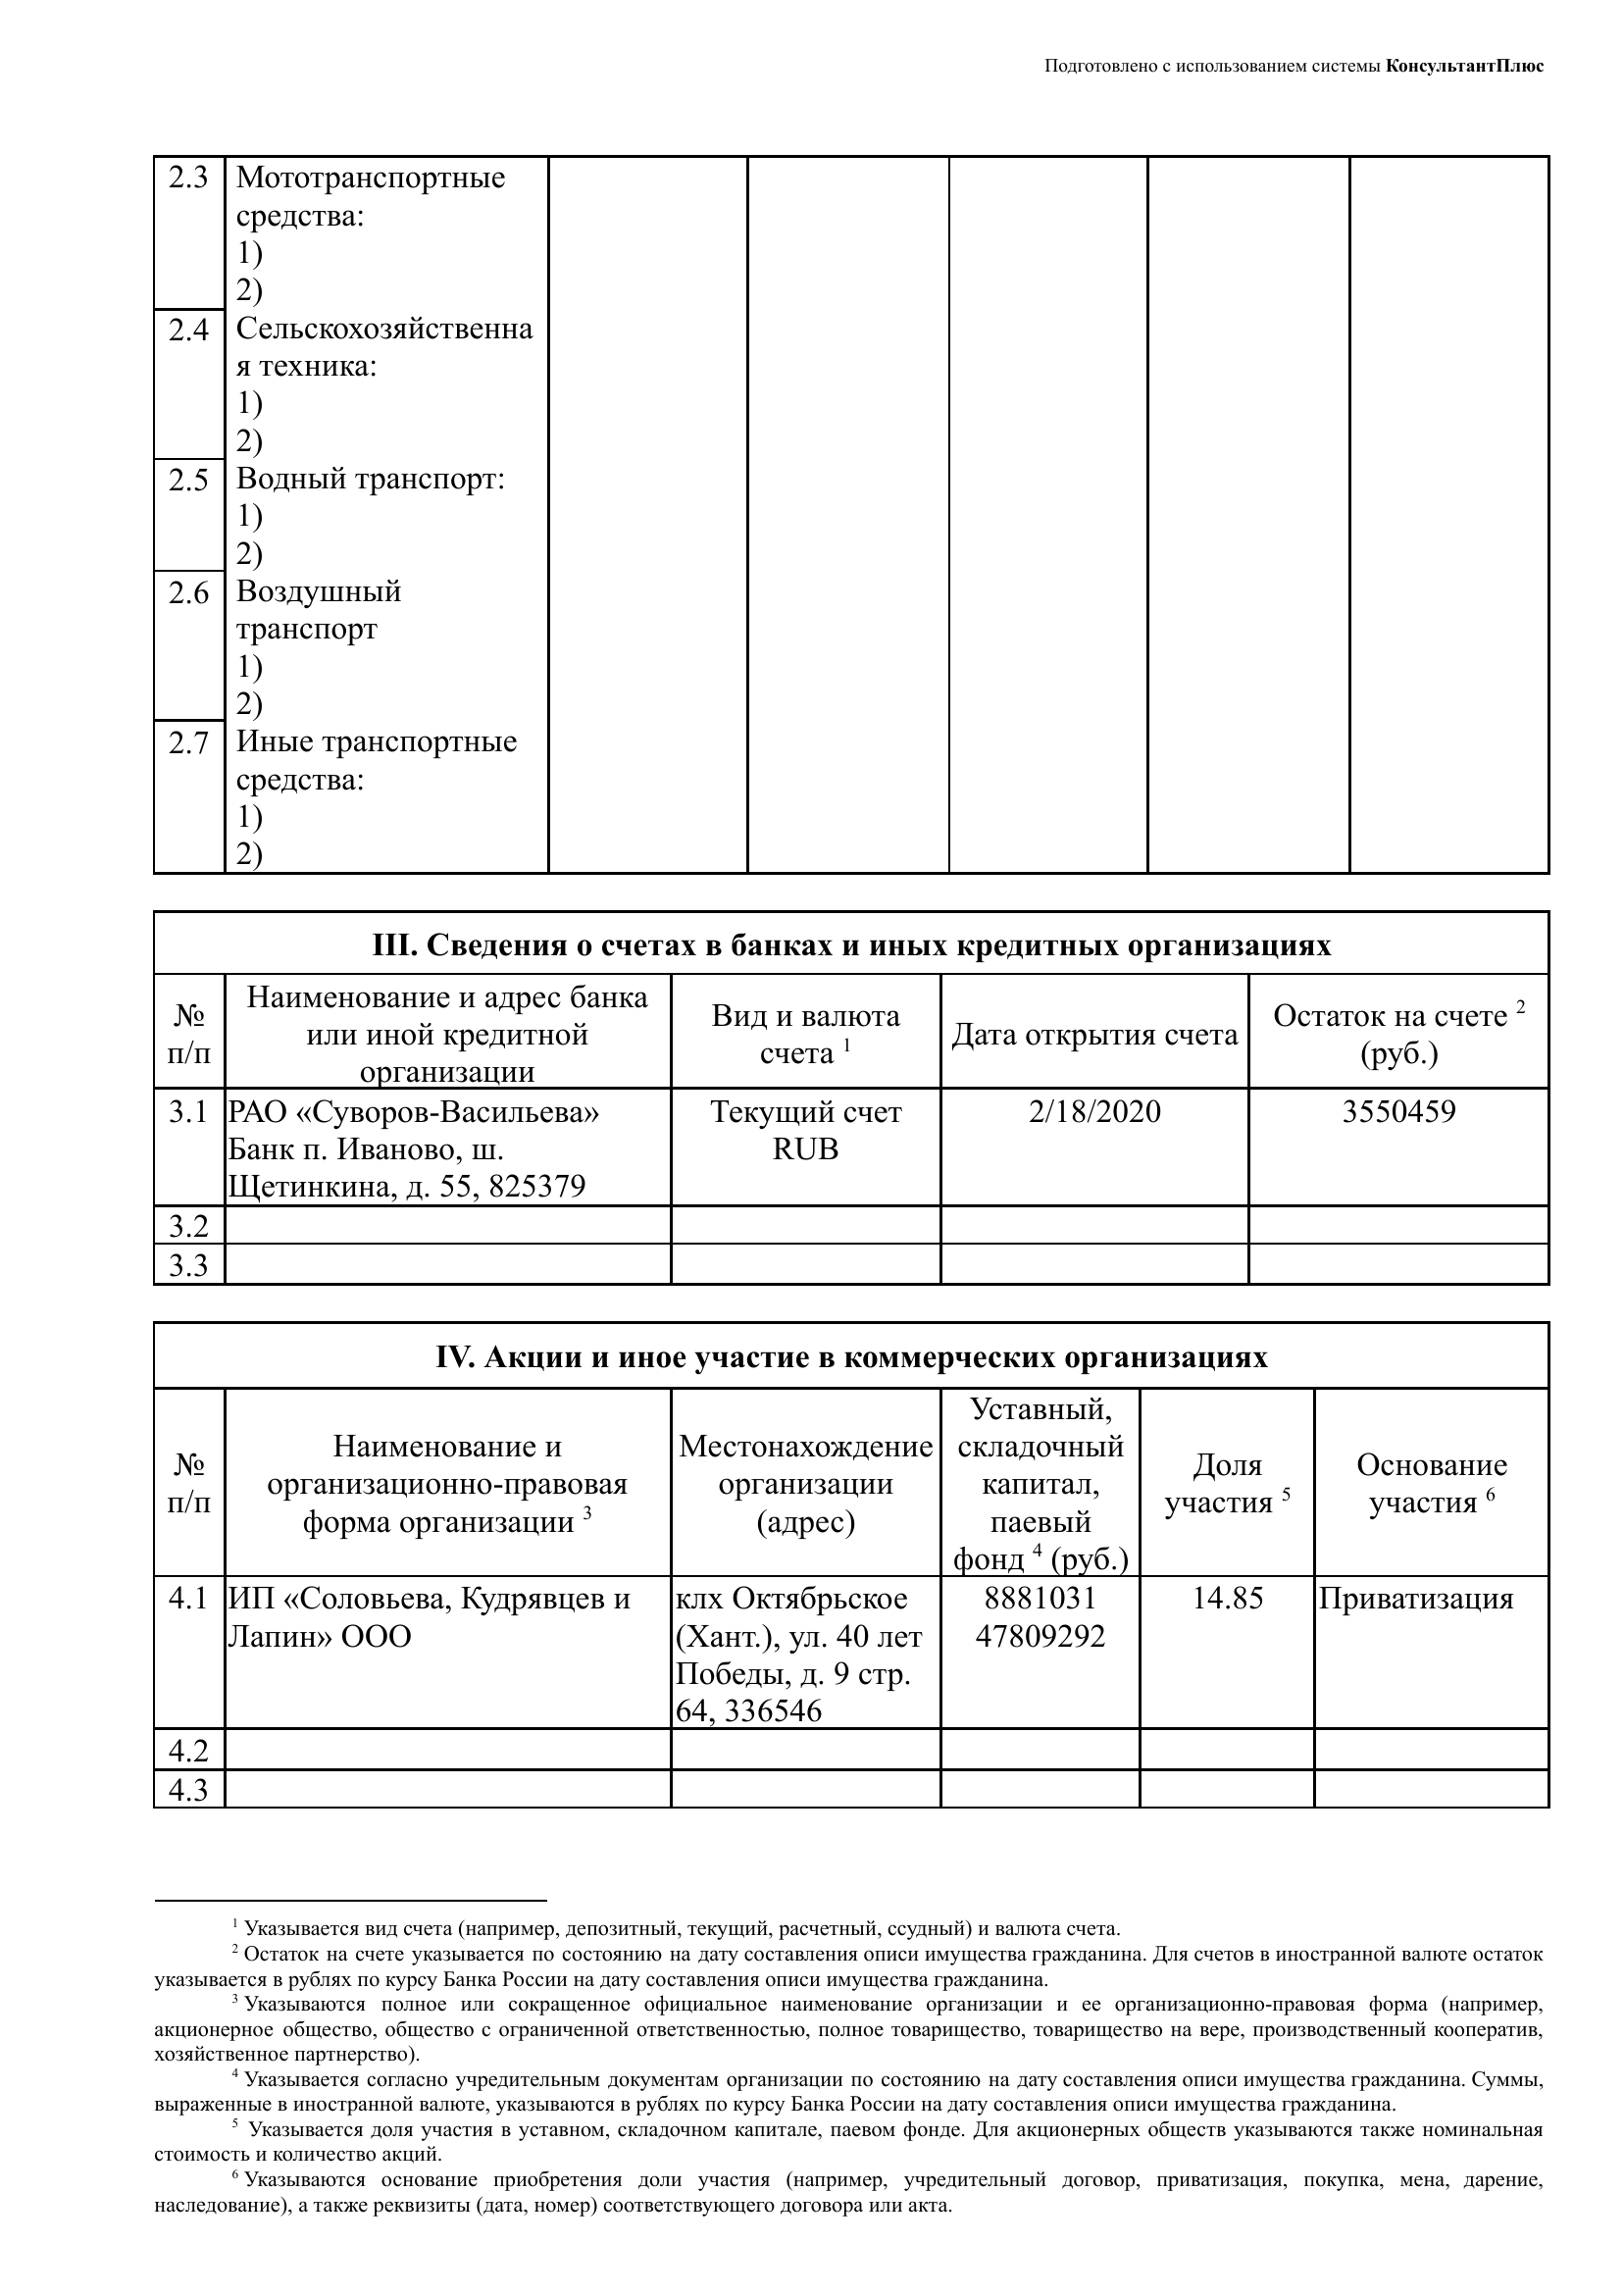 Подготовлено с использованием системы КонсультантПлюс
2.3 Мототранспортные
средства:
1)
2)
2.4 Сельскохозяйственна
я техника:
1)
2)
2.5 Водный транспорт:
1)
2)
2.6 Воздушный
транспорт
1)
2)
2.7 Иные транспортные
средства:
1)
2)
III. Сведения о счетах в банках и иных кредитных организациях
№
п/п
Наименование и адрес банка
или иной кредитной
организации
Вид и валюта
счета 1
Дата открытия счета
Остаток на счете 2
(руб.)
3.1
РАО «Суворов-Васильева»
Банк п. Иваново, ш.
Щетинкина, д. 55, 825379
Текущий счет
RUB
2/18/2020
3550459
3.2
3.3
IV. Акции и иное участие в коммерческих организациях
№
п/п
Наименование и
организационно-правовая
форма организации 3
Местонахождение
организации
(адрес)
Уставный,
складочный
капитал,
паевый
фонд 4 (руб.)
Доля
участия 5
Основание
участия 6
4.1
ИП «Соловьева, Кудрявцев и
Лапин» ООО
клх Октябрьское
(Хант.), ул. 40 лет
Победы, д. 9 стр.
64, 336546
8881031
47809292
14.85
Приватизация
4.2
4.3
1 Указывается вид счета (например, депозитный, текущий, расчетный, ссудный) и валюта счета.
2 Остаток на счете указывается по состоянию на дату составления описи имущества гражданина. Для счетов в иностранной валюте остаток
указывается в рублях по курсу Банка России на дату составления описи имущества гражданина.
3 Указываются полное или сокращенное официальное наименование организации и ее организационно-правовая форма (например,
акционерное общество, общество с ограниченной ответственностью, полное товарищество, товарищество на вере, производственный кооператив,
хозяйственное партнерство).
4 Указывается согласно учредительным документам организации по состоянию на дату составления описи имущества гражданина. Суммы,
выраженные в иностранной валюте, указываются в рублях по курсу Банка России на дату составления описи имущества гражданина.
5 Указывается доля участия в уставном, складочном капитале, паевом фонде. Для акционерных обществ указываются также номинальная
стоимость и количество акций.
6 Указываются основание приобретения доли участия (например, учредительный договор, приватизация, покупка, мена, дарение,
наследование), а также реквизиты (дата, номер) соответствующего договора или акта.